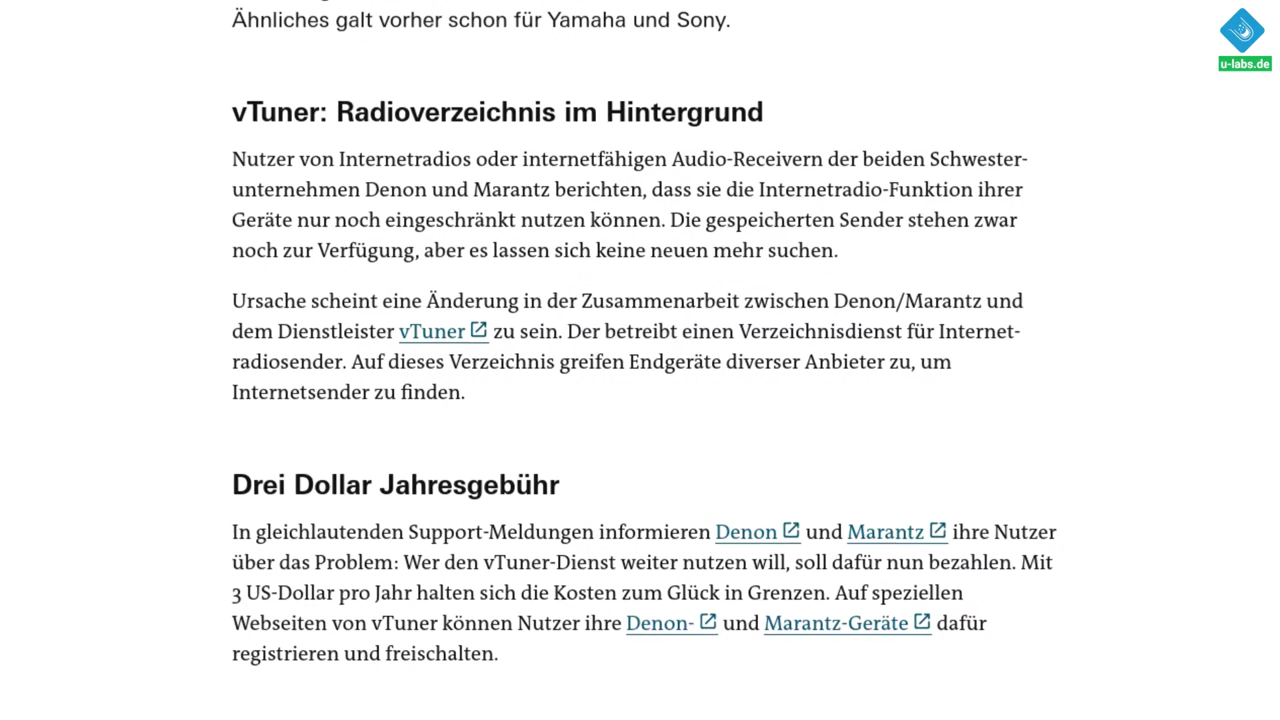 Ähnliches galt vorher schon für Yamaha und Sony.
u-labs.de
vTuner: Radioverzeichnis im Hintergrund
Nutzer von Internetradios oder internetfähigen Audio-Receivern der beiden Schwester-
unternehmen Denon und Marantz berichten, dass sie die Internetradio-Funktion ihrer
Geräte nur noch eingeschränkt nutzen können. Die gespeicherten Sender stehen zwar
noch zur Verfügung, aber es lassen sich keine neuen mehr suchen.
Ursache scheint eine Änderung in der Zusammenarbeit zwischen Denon/Marantz und
dem Dienstleister vTuner zu sein. Der betreibt einen Verzeichnisdienst für Internet-
radiosender. Auf dieses Verzeichnis greifen Endgeräte diverser Anbieter zu, um
Internetsender zu finden.
Drei Dollar Jahresgebühr
In gleichlautenden Support-Meldungen informieren Denon und Marantz ihre Nutzer
über das Problem: Wer den vTuner-Dienst weiter nutzen will, soll dafür nun bezahlen. Mit
3 US-Dollar pro Jahr halten sich die Kosten zum Glück in Grenzen. Auf speziellen
Webseiten von vTuner können Nutzer ihre Denon- und Marantz-Geräte dafür
registrieren und freischalten.